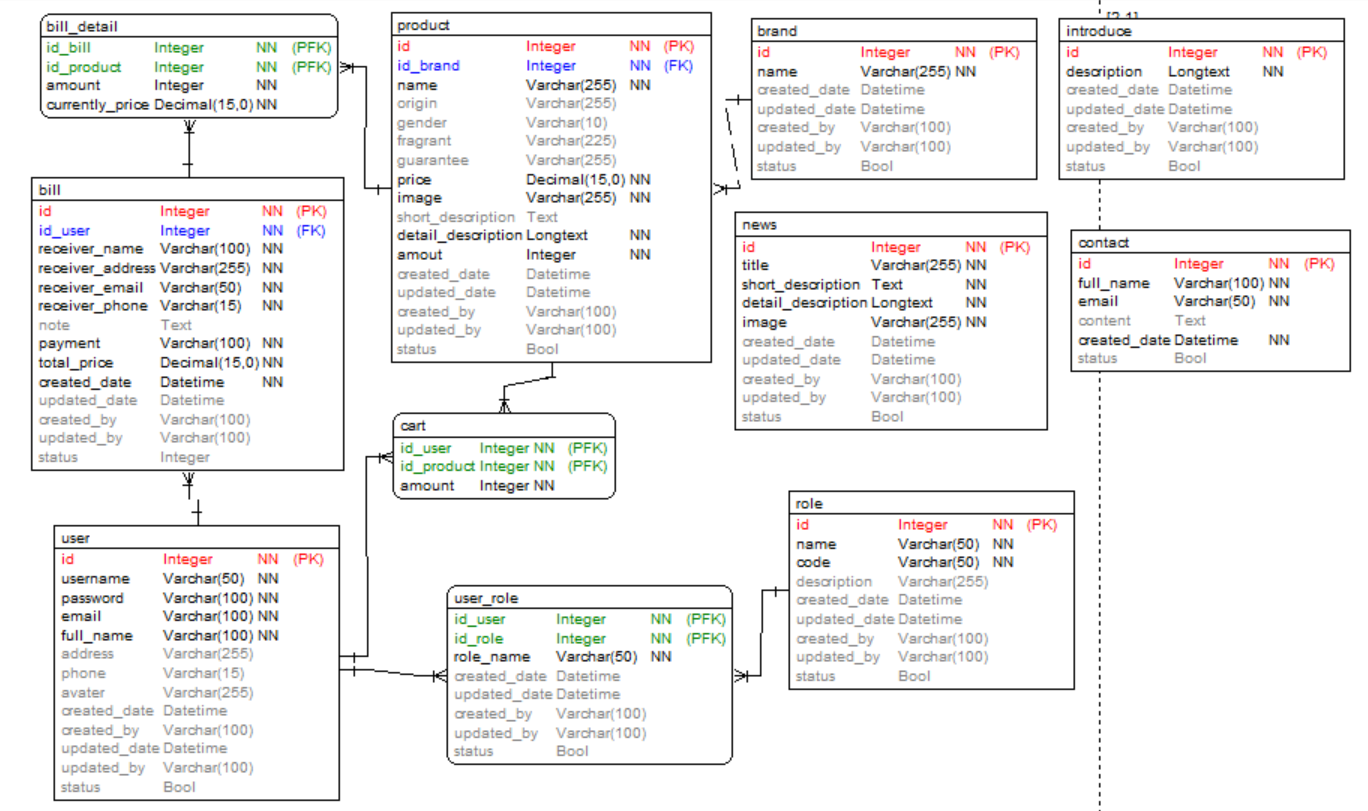 bill_detail
id_bill Integer NN (PFK)
id_product Integer NN (PFK)
amount Integer NN
currently_price Decimal(15,0) NN
product
id Integer NN (PK)
id_brand Integer NN (FK)
name Varchar(255) NN
origin Varchar(255)
gender Varchar(10)
fragrant Varchar(225)
guarantee Varchar(255)
price Decimal(15,0) NN
image Varchar(255) NN
short_description Text
detail_description Longtext NN
amout Integer NN
created_date Datetime
updated_date Datetime
created_by Varchar(100)
updated_by Varchar(100)
status Bool
brand
id Integer NN (PK)
name Varchar(255) NN
created_date Datetime
updated_date Datetime
created_by Varchar(100)
updated_by Varchar(100)
status Bool
introduce
id Integer NN (PK)
description Longtext NN
created_date Datetime
updated_date Datetime
created_by Varchar(100)
updated_by Varchar(100)
status Bool
bill
id Integer NN (PK)
id_user Integer NN (FK)
receiver_name Varchar(100) NN
receiver_address Varchar(255) NN
receiver_email Varchar(50) NN
receiver_phone Varchar(15) NN
note Text
payment Varchar(100) NN
total_price Decimal(15,0) NN
created_date Datetime NN
updated_date Datetime
created_by Varchar(100)
updated_by Varchar(100)
status Integer
news
id Integer NN (PK)
title Varchar(255) NN
short_description Text NN
detail_description Longtext NN
image Varchar(255) NN
created_date Datetime
updated_date Datetime
created_by Varchar(100)
updated_by Varchar(100)
status Bool
contact
id Integer NN (PK)
full_name Varchar(100) NN
email Varchar(50) NN
content Text
created_date Datetime NN
status Bool
cart
id_user Integer NN (PFK)
id_product Integer NN (PFK)
amount Integer NN
user
id Integer NN (PK)
username Varchar(50) NN
password Varchar(100) NN
email Varchar(100) NN
full_name Varchar(100) NN
address Varchar(255)
phone Varchar(15)
avater Varchar(255)
created_date Datetime
created_by Varchar(100)
updated_date Datetime
updated_by Varchar(100)
status Bool
user_role
id_user Integer NN (PFK)
id_role Integer NN (PFK)
role_name Varchar(50) NN
created_date Datetime
updated_date Datetime
created_by Varchar(100)
updated_by Varchar(100)
status Bool
role
id Integer NN (PK)
name Varchar(50) NN
code Varchar(50) NN
description Varchar(255)
created_date Datetime
updated_date Datetime
created_by Varchar(100)
updated_by Varchar(100)
status Bool